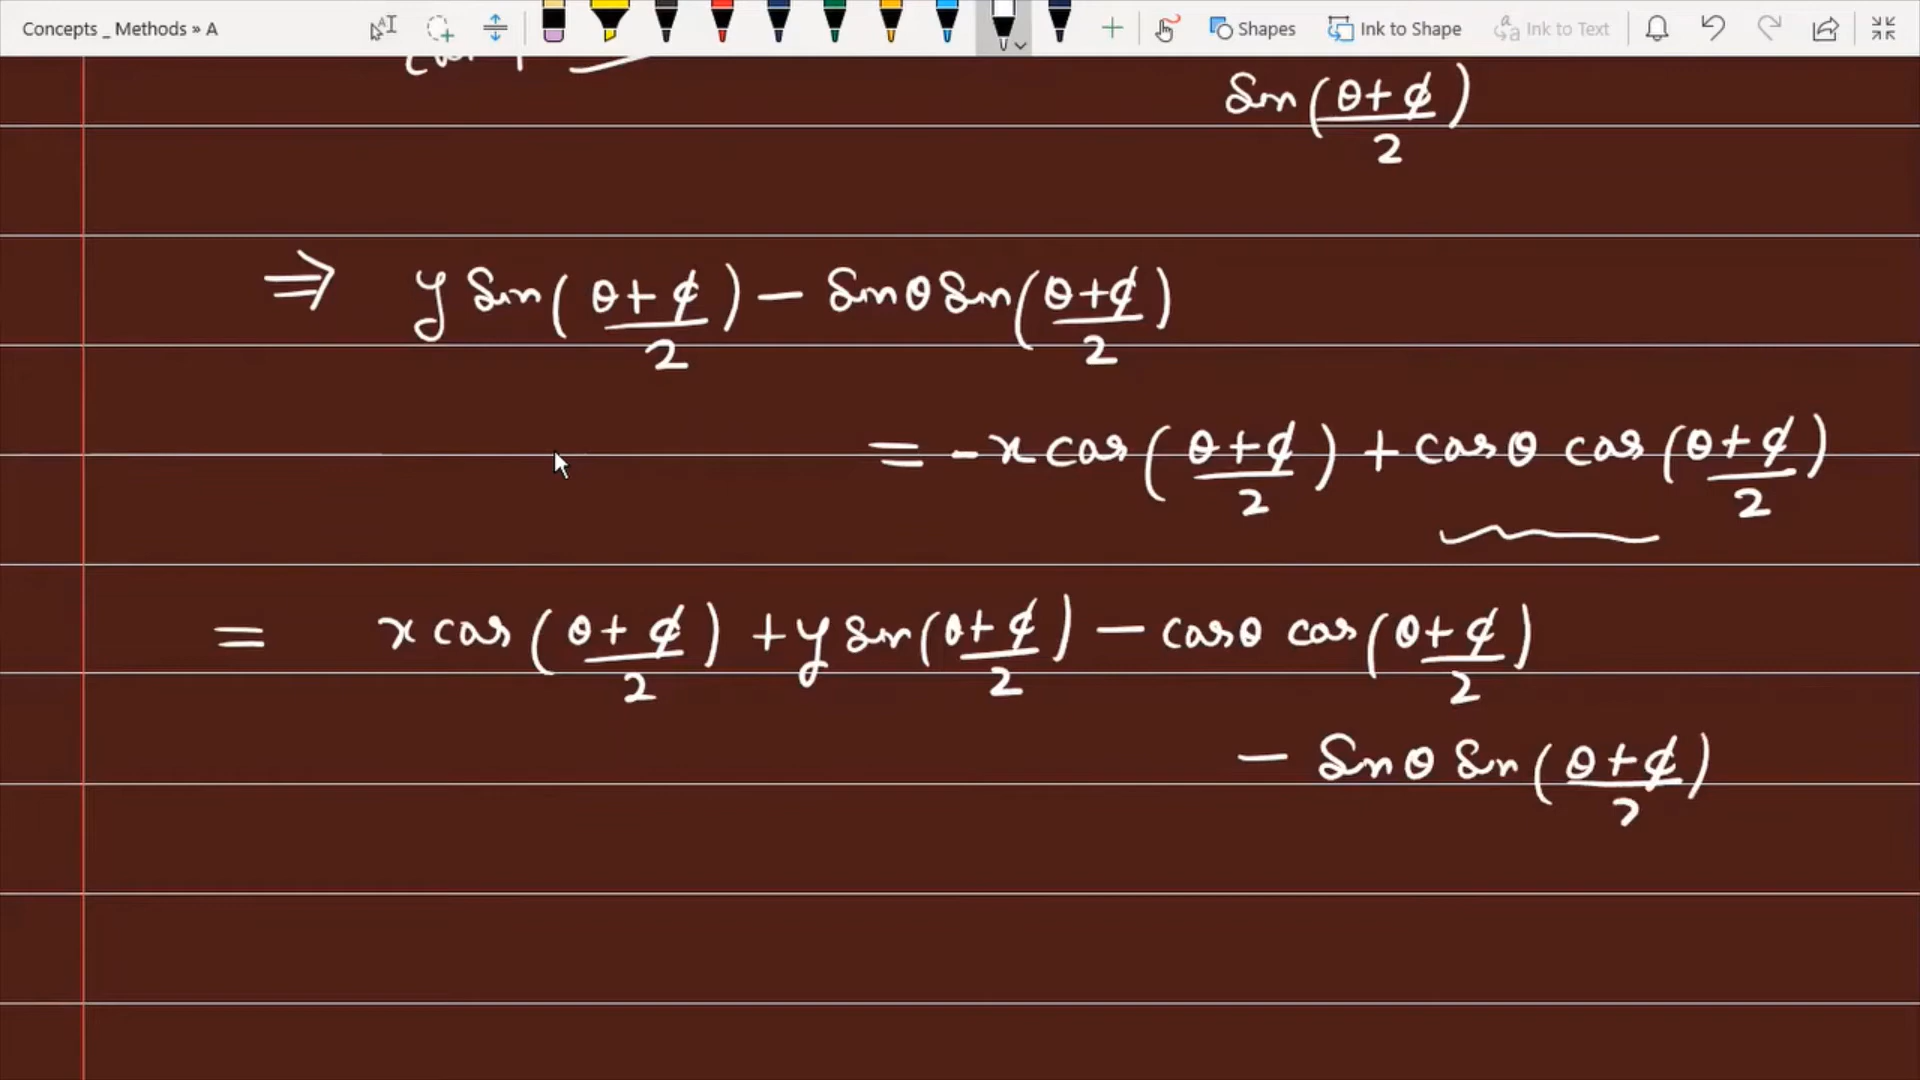 Concepts _ Methods » A
Shapes Ink to Shape Ink to Text
Sin(θ+φ/2)
⇒ y Sin(θ+φ/2) − Sinθ Sin(θ+φ/2)
= −x cos(θ+φ/2) + cosθ cos(θ+φ/2)
= x cos(θ+φ/2) + y Sin(θ+φ/2) − cosθ cos(θ+φ/2)
− Sinθ Sin(θ+φ/2)